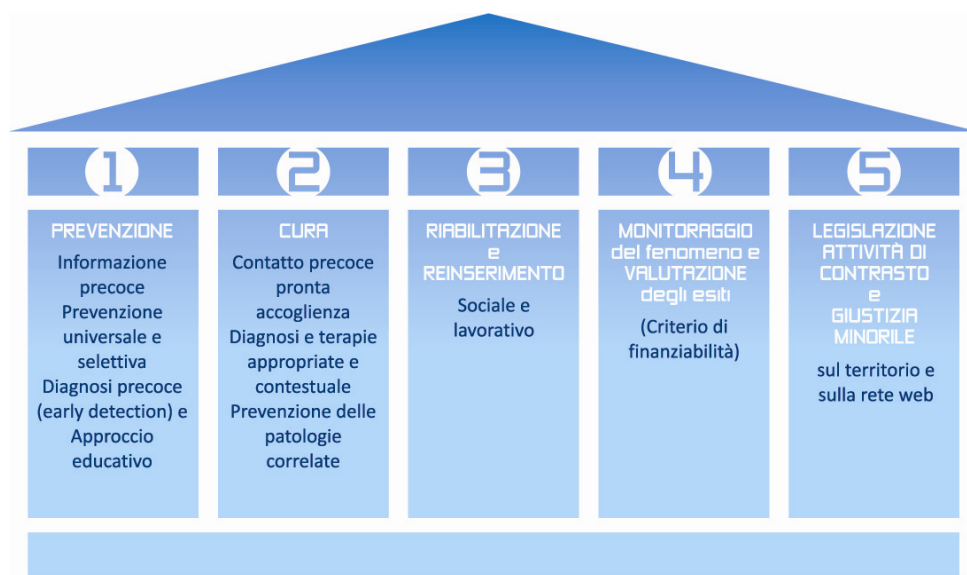 1
PREVENZIONE
Informazione
precoce
Prevenzione
universale e
selettiva
Diagnosi precoce
(early detection) e
Approccio
educativo
2
CURA
Contatto precoce
pronta
accoglienza
Diagnosi e terapie
appropriate e
contestuale
Prevenzione delle
patologie
correlate
3
RIABILITAZIONE
e
REINSERIMENTO
Sociale e
lavorativo
4
MONITORAGGIO
del fenomeno e
VALUTAZIONE
degli esiti
(Criterio di
finanziabilità)
5
LEGISLAZIONE
ATTIVITÀ DI
CONTRASTO
e
GIUSTIZIA
MINORILE
sul territorio e
sulla rete web